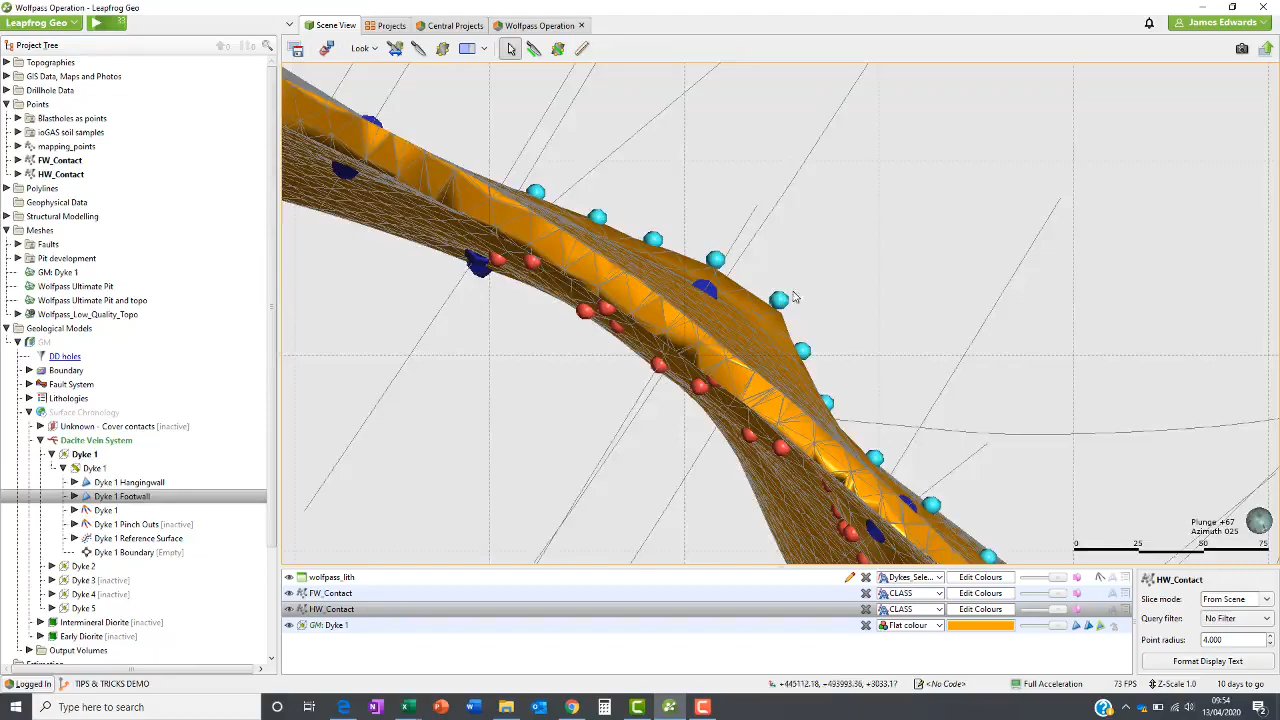 Wolfpass Operation - Leapfrog Geo
Leapfrog Geo
33
Scene View
Projects
Central Projects
Wolfpass Operation
James Edwards
Project Tree
Look
Topographies
GIS Data, Maps and Photos
Drillhole Data
Points
Blastholes as points
ioGAS soil samples
mapping_points
FW_Contact
HW_Contact
Polylines
Geophysical Data
Structural Modelling
Meshes
Faults
Pit development
GM: Dyke 1
Wolfpass Ultimate Pit
Wolfpass Ultimate Pit and topo
Wolfpass_Low_Quality_Topo
Geological Models
GM
DD holes
Boundary
Fault System
Lithologies
Surface Chronology
Unknown - Cover contacts [inactive]
Dacite Vein System
Dyke 1
Dyke 1
Dyke 1 Hangingwall
Dyke 1 Footwall
Dyke 1
Dyke 1 Pinch Outs [inactive]
Dyke 1 Reference Surface
Dyke 1 Boundary [Empty]
Dyke 2
Dyke 3 [inactive]
Dyke 4 [inactive]
Dyke 5
Intermineral Diorite [inactive]
Early Diorite [inactive]
Output Volumes
Plunge +67
Azimuth 025
0 25 50 75
wolfpass_lith Dykes_Sele... Edit Colours
FW_Contact CLASS Edit Colours
HW_Contact CLASS Edit Colours
GM: Dyke 1 Flat colour
HW_Contact
Slice mode: From Scene
Query filter: No Filter
Point radius: 4.000
Format Display Text
Logged In
TIPS & TRICKS DEMO
+445112.18, +493993.36, +3033.17
<No Code>
Full Acceleration
73 FPS
Z-Scale 1.0
10 days to go
Type here to search
09:54
13/04/2020